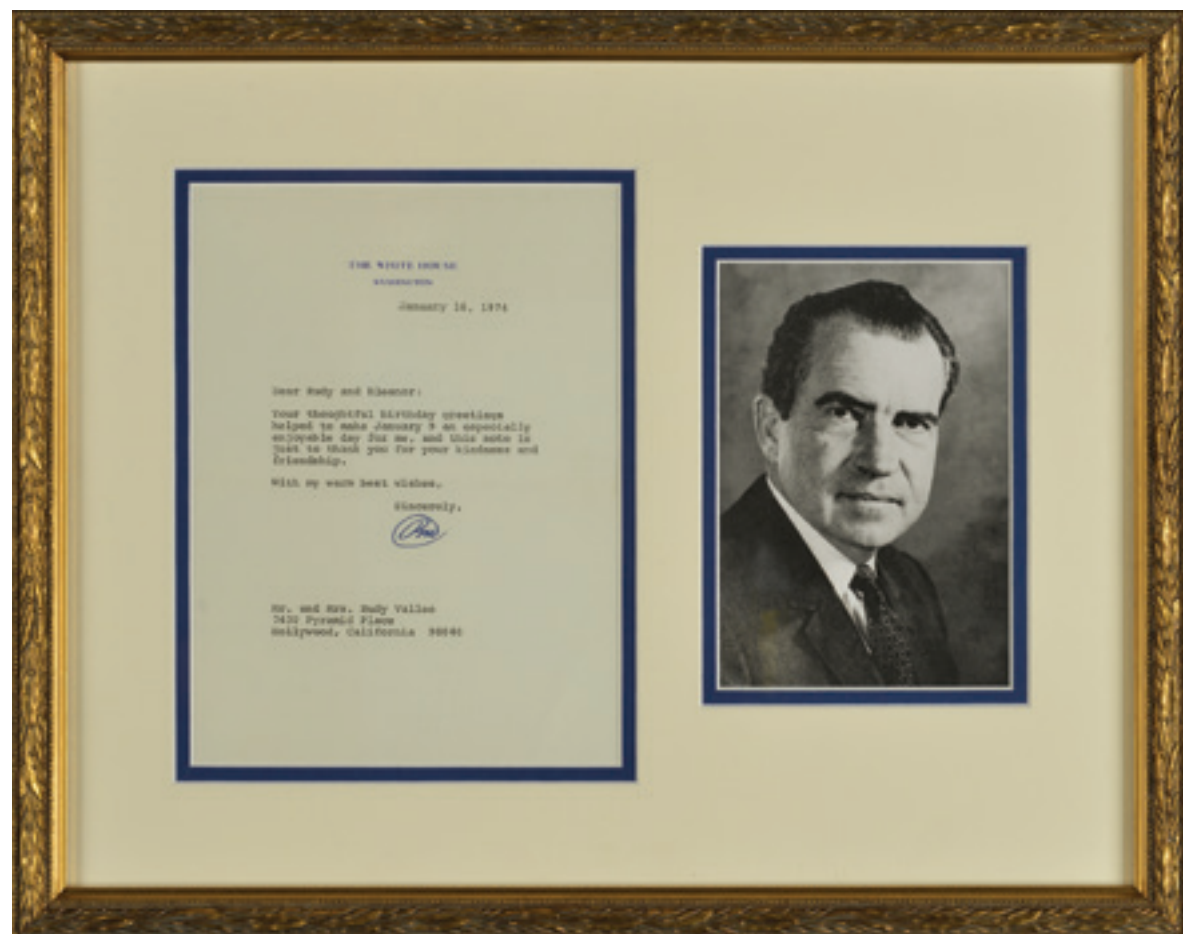 THE WHITE HOUSE
WASHINGTON
January 16, 1974
Dear Rudy and Eleanor:
Your thoughtful birthday greetings
helped to make January 9 an especially
enjoyable day for me, and this note is
just to thank you for your kindness and
friendship.
With my warm best wishes,
Sincerely,
Mr. and Mrs. Rudy Vallee
7430 Pyramid Place
Hollywood, California